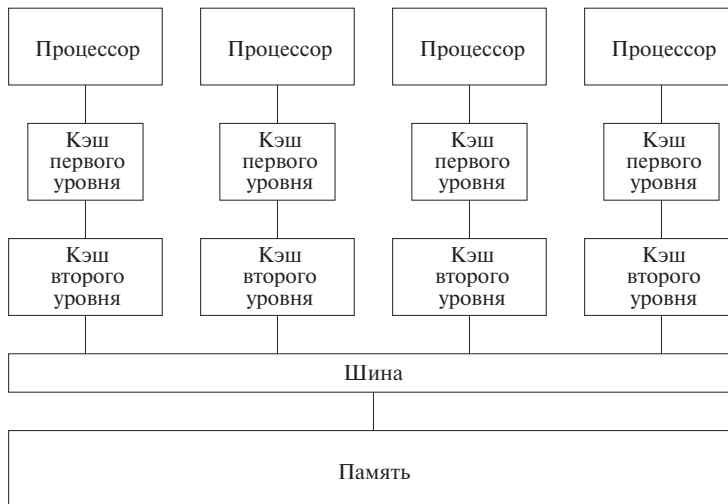 Процессор
Процессор
Процессор
Процессор
Кэш
первого
уровня
Кэш
первого
уровня
Кэш
первого
уровня
Кэш
первого
уровня
Кэш
второго
уровня
Кэш
второго
уровня
Кэш
второго
уровня
Кэш
второго
уровня
Шина
Память